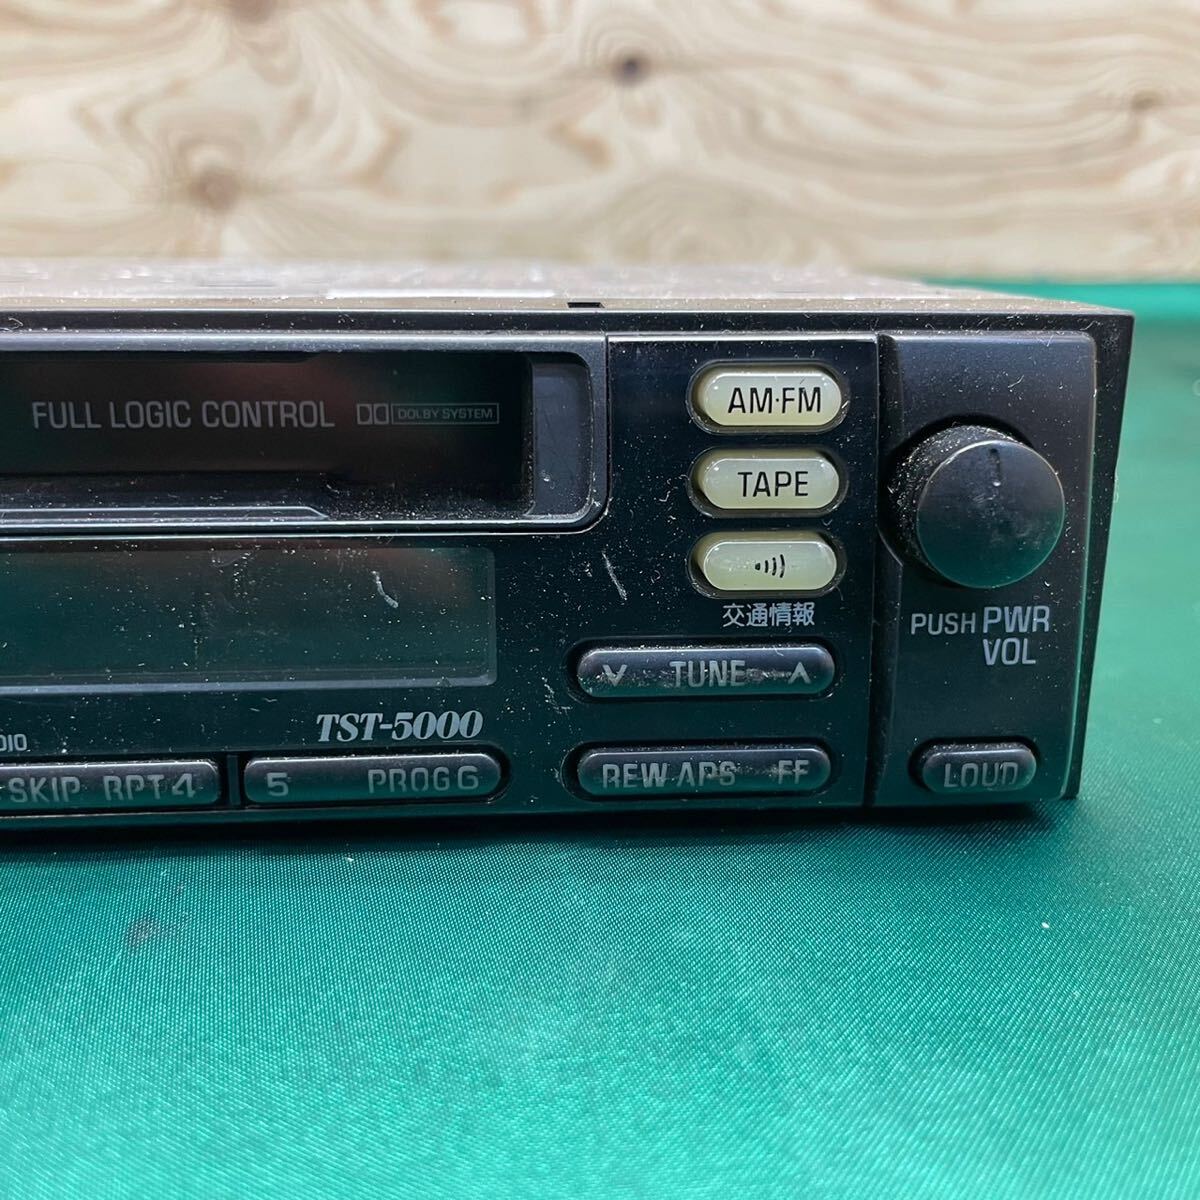 FULL LOGIC CONTROL DOLBY SYSTEM
AM·FM
TAPE
交通情報
PUSH PWR
VOL
TUNE
TST-5000
DIO
SKIP RPT 4
5 PROG 6
REW APS FF
LOUD